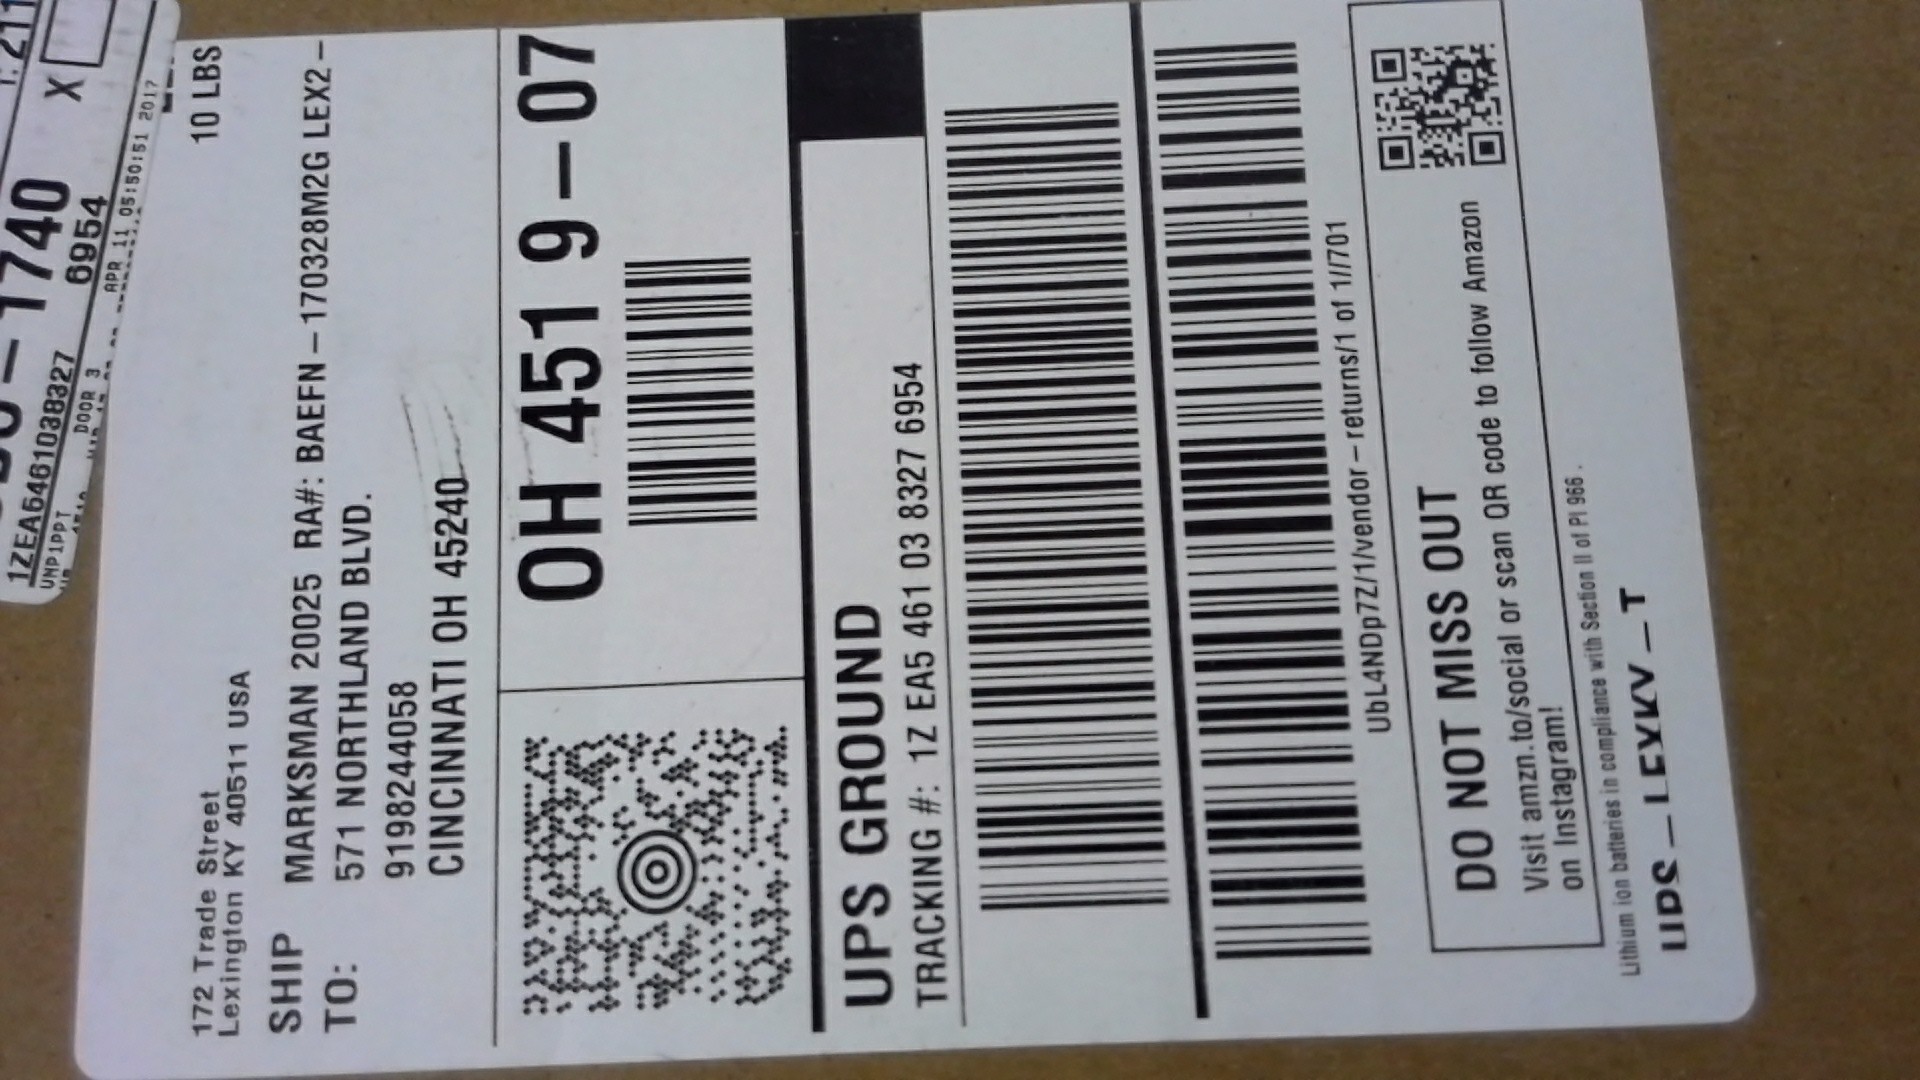 1740
X
1ZEA54610383276954
UNP1PPT DOOR 3 APR 11 05:50:51 2017
10 LBS
172 Trade Street
Lexington KY 40511 USA
SHIP
TO:
MARKSMAN 20025 RA#: BAEFN-170328M2G LEX2-
571 NORTHLAND BLVD.
9198244058
CINCINNATI OH 45240
OH 451 9-07
UPS GROUND
TRACKING #: 1Z EA5 461 03 8327 6954
UbL4NDp7Z/1/vendor-returns/1 of 1//701
DO NOT MISS OUT
Visit amzn.to/social or scan QR code to follow Amazon
on Instagram!
Lithium ion batteries in compliance with Section II of PI 966.
UPS-LEXKY-T